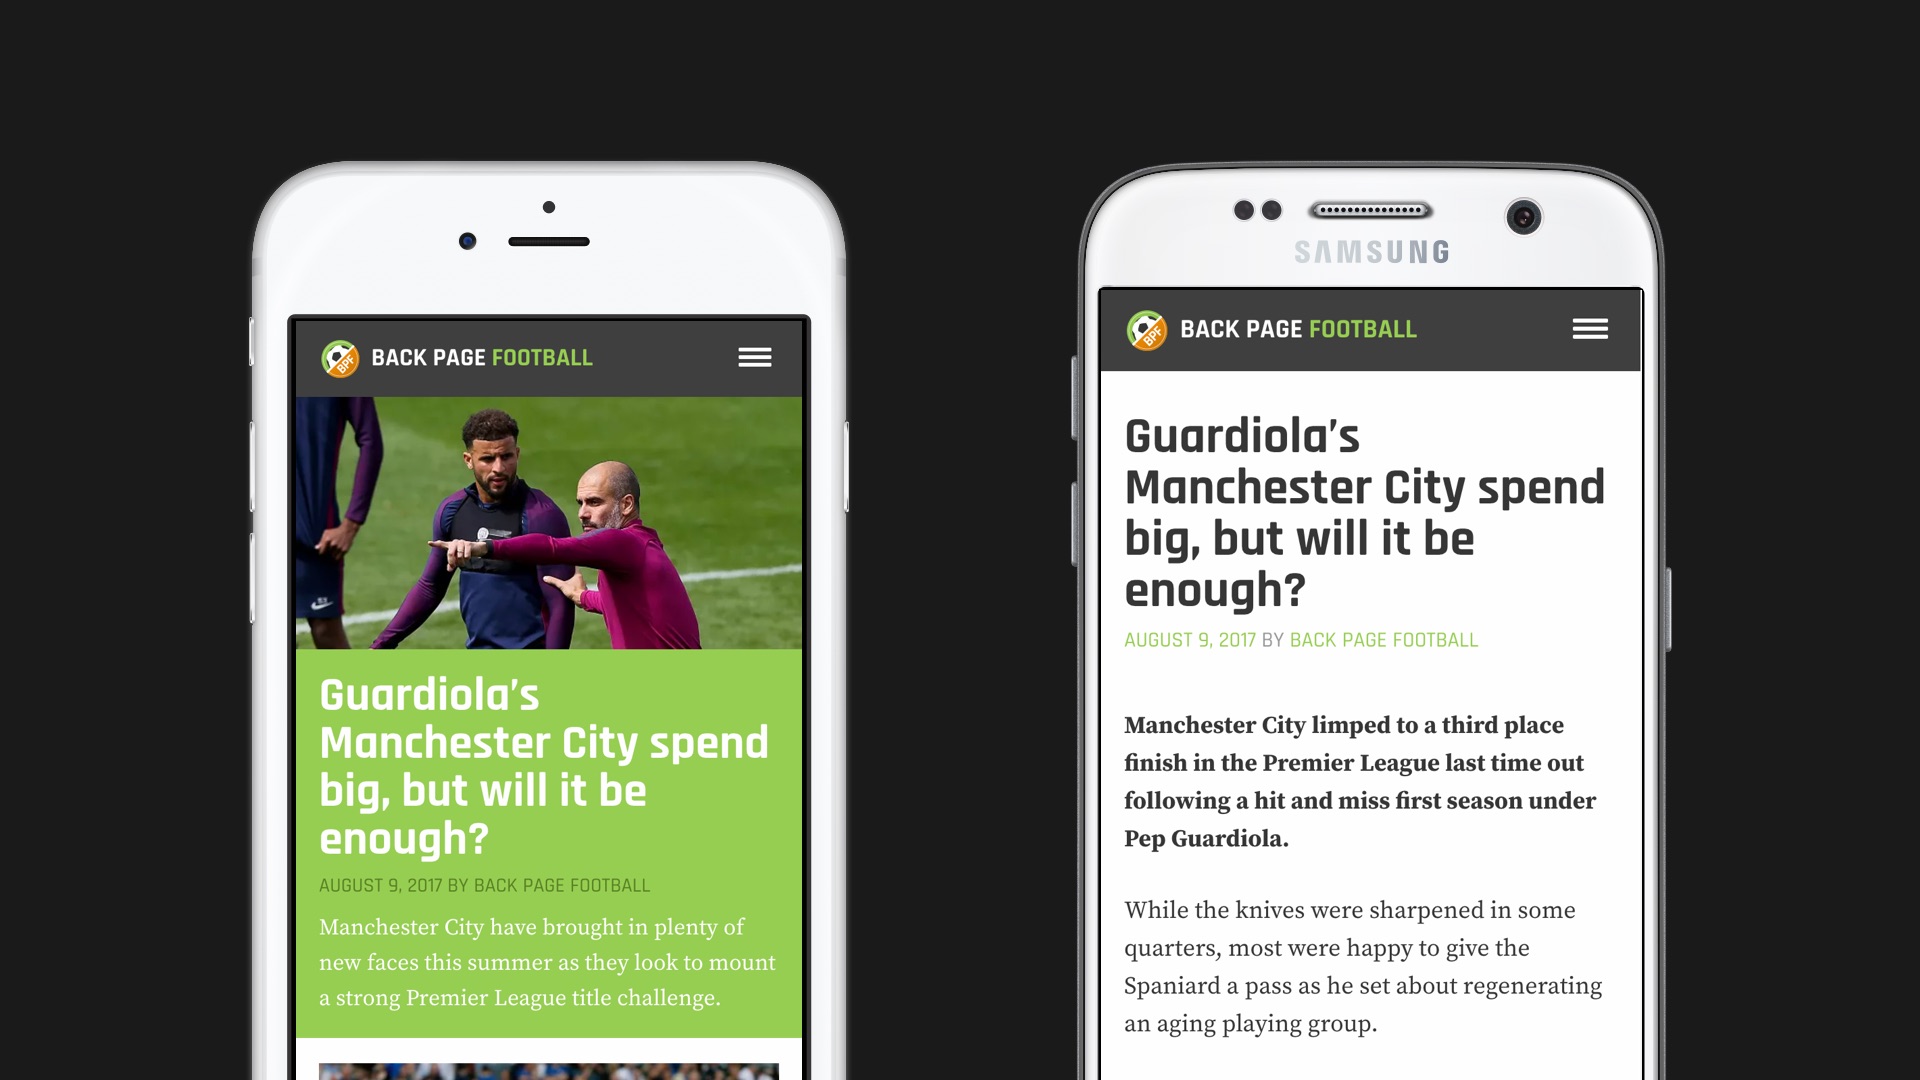 BPF BACK PAGE FOOTBALL
Guardiola’s
Manchester City spend
big, but will it be
enough?
AUGUST 9, 2017 BY BACK PAGE FOOTBALL
Manchester City have brought in plenty of
new faces this summer as they look to mount
a strong Premier League title challenge.
SAMSUNG
BPF BACK PAGE FOOTBALL
Guardiola’s
Manchester City spend
big, but will it be
enough?
AUGUST 9, 2017 BY BACK PAGE FOOTBALL
Manchester City limped to a third place
finish in the Premier League last time out
following a hit and miss first season under
Pep Guardiola.
While the knives were sharpened in some
quarters, most were happy to give the
Spaniard a pass as he set about regenerating
an aging playing group.